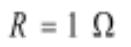 R = 1 Ω